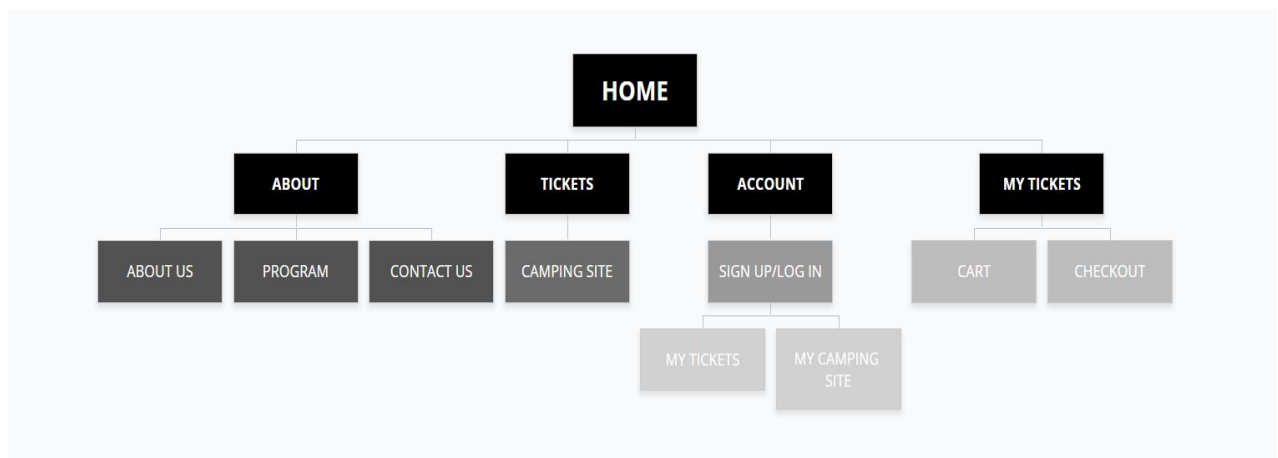 HOME
ABOUT
TICKETS
ACCOUNT
MY TICKETS
ABOUT US
PROGRAM
CONTACT US
CAMPING SITE
SIGN UP/LOG IN
CART
CHECKOUT
MY TICKETS
MY CAMPING
SITE